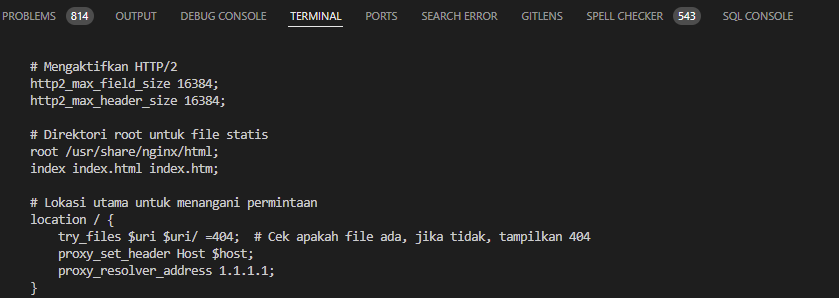 PROBLEMS 814 OUTPUT DEBUG CONSOLE TERMINAL PORTS SEARCH ERROR GITLENS SPELL CHECKER 543 SQL CONSOLE
# Mengaktifkan HTTP/2
http2_max_field_size 16384;
http2_max_header_size 16384;
# Direktori root untuk file statis
root /usr/share/nginx/html;
index index.html index.htm;
# Lokasi utama untuk menangani permintaan
location / {
    try_files $uri $uri/ =404;  # Cek apakah file ada, jika tidak, tampilkan 404
    proxy_set_header Host $host;
    proxy_resolver_address 1.1.1.1;
}